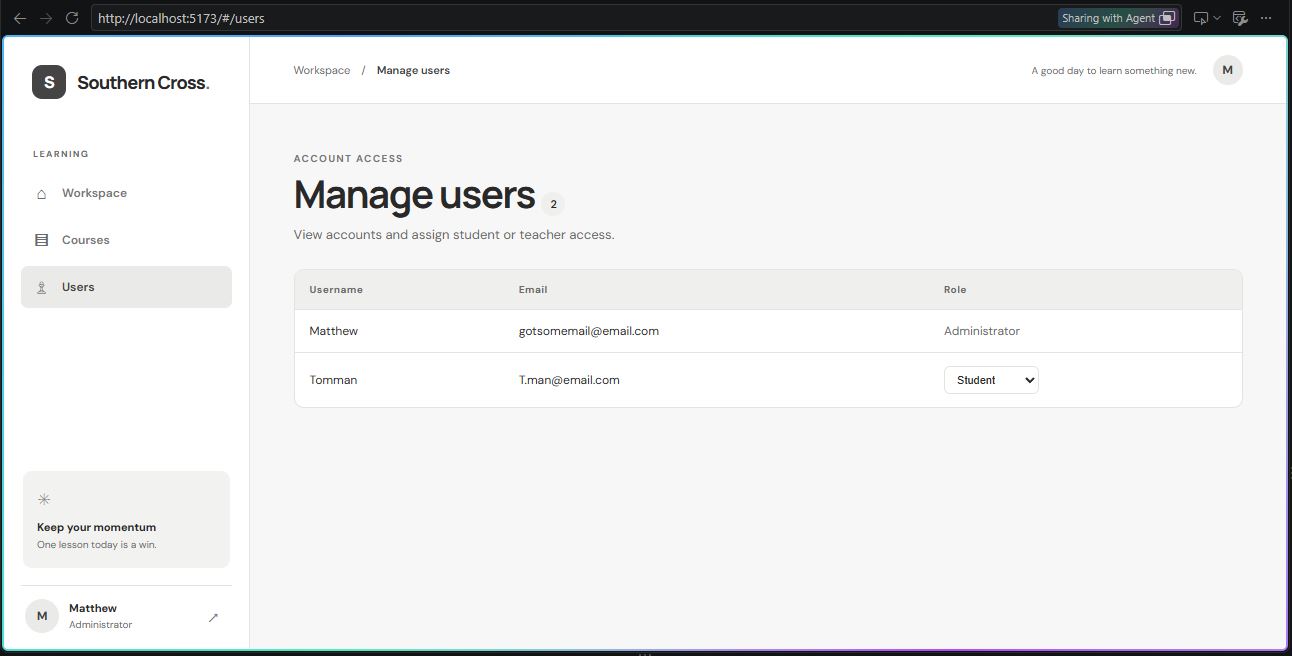 http://localhost:5173/#/users
Sharing with Agent
S
Southern Cross.
LEARNING
Workspace
Courses
Users
Keep your momentum
One lesson today is a win.
M
Matthew
Administrator
Workspace / Manage users
A good day to learn something new.
M
ACCOUNT ACCESS
Manage users 2
View accounts and assign student or teacher access.
Username Email Role
Matthew gotsomemail@email.com Administrator
Tomman T.man@email.com Student